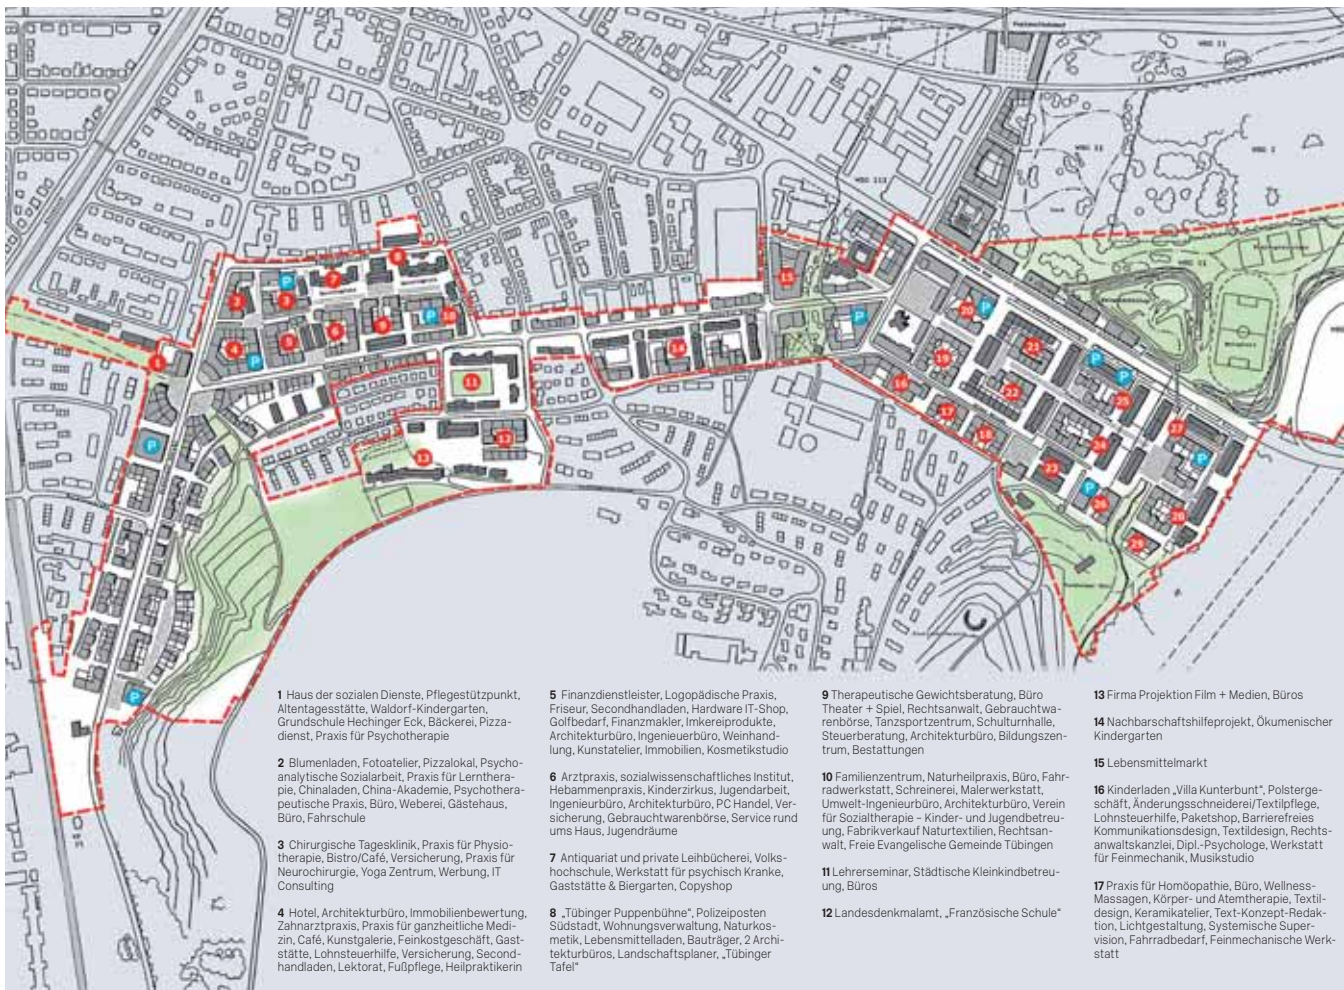 1 Haus der sozialen Dienste, Pflegestützpunkt,
Altentagesstätte, Waldorf-Kindergarten,
Grundschule Hechinger Eck, Bäckerei, Pizza-
dienst, Praxis für Psychotherapie
2 Blumenladen, Fotoatelier, Pizzalokal, Psycho-
analytische Sozialarbeit, Praxis für Lernthera-
pie, Chinaladen, China-Akademie, Psychothera-
peutische Praxis, Büro, Weberei, Gästehaus,
Büro, Fahrschule
3 Chirurgische Tagesklinik, Praxis für Physio-
therapie, Bistro/Café, Versicherung, Praxis für
Neurochirurgie, Yoga Zentrum, Werbung, IT
Consulting
4 Hotel, Architekturbüro, Immobilienbewertung,
Zahnarztpraxis, Praxis für ganzheitliche Medi-
zin, Café, Kunstgalerie, Feinkostgeschäft, Gast-
stätte, Lohnsteuerhilfe, Versicherung, Second-
handladen, Lektorat, Fußpflege, Heilpraktikerin
5 Finanzdienstleister, Logopädische Praxis,
Friseur, Secondhandladen, Hardware IT-Shop,
Golfbedarf, Finanzmakler, Imkereiprodukte,
Architekturbüro, Ingenieurbüro, Weinhand-
lung, Kunstatelier, Immobilien, Kosmetikstudio
6 Arztpraxis, sozialwissenschaftliches Institut,
Hebammenpraxis, Kinderzirkus, Jugendarbeit,
Ingenieurbüro, Architekturbüro, PC Handel, Ver-
sicherung, Gebrauchtwarenbörse, Service rund
ums Haus, Jugendräume
7 Antiquariat und private Leihbücherei, Volks-
hochschule, Werkstatt für psychisch Kranke,
Gaststätte & Biergarten, Copyshop
8 „Tübinger Puppenbühne“, Polizeiposten
Südstadt, Wohnungsverwaltung, Naturkos-
metik, Lebensmittelladen, Bauträger, 2 Archi-
tekturbüros, Landschaftsplaner, „Tübinger
Tafel“
9 Therapeutische Gewichtsberatung, Büro
Theater + Spiel, Rechtsanwalt, Gebrauchtwa-
renbörse, Tanzsportzentrum, Schulturnhalle,
Steuerberatung, Architekturbüro, Bildungszen-
trum, Bestattungen
10 Familienzentrum, Naturheilpraxis, Büro, Fahr-
radwerkstatt, Schreinerei, Malerwerkstatt,
Umwelt-Ingenieurbüro, Architekturbüro, Verein
für Sozialtherapie – Kinder- und Jugendbetreu-
ung, Fabrikverkauf Naturtextilien, Rechtsan-
walt, Freie Evangelische Gemeinde Tübingen
11 Lehrerseminar, Städtische Kleinkindbetreu-
ung, Büros
12 Landesdenkmalamt, „Französische Schule“
13 Firma Projektion Film + Medien, Büros
14 Nachbarschaftshilfeprojekt, Ökumenischer
Kindergarten
15 Lebensmittelmarkt
16 Kinderladen „Villa Kunterbunt“, Polsterge-
schäft, Änderungsschneiderei/Textilpflege,
Lohnsteuerhilfe, Paketshop, Barrierefreies
Kommunikationsdesign, Textildesign, Rechts-
anwaltskanzlei, Dipl.-Psychologe, Werkstatt
für Feinmechanik, Musikstudio
17 Praxis für Homöopathie, Büro, Wellness-
Massagen, Körper- und Atemtherapie, Textil-
design, Keramikatelier, Text-Konzept-Redak-
tion, Lichtgestaltung, Systemische Super-
vision, Fahrradbedarf, Feinmechanische Werk-
statt